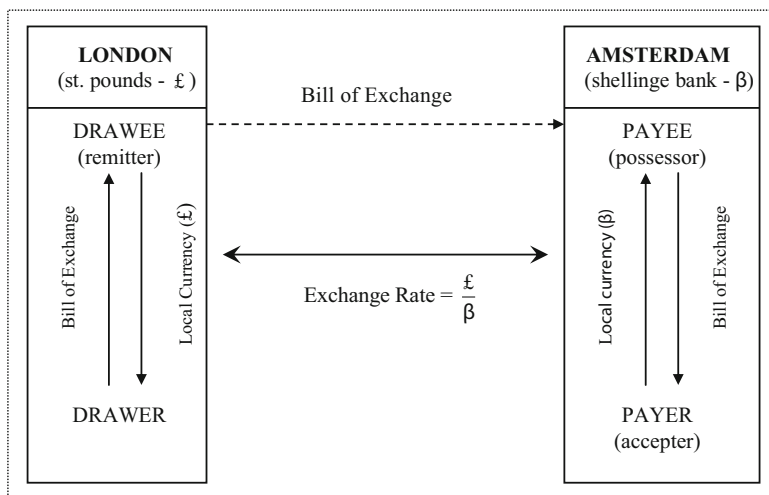 LONDON
(st. pounds - £)
DRAWEE
(remitter)
Bill of Exchange
Local Currency (£)
DRAWER
Bill of Exchange
Exchange Rate = £
β
AMSTERDAM
(shellinge bank - β)
PAYEE
(possessor)
Local currency (β)
Bill of Exchange
PAYER
(accepter)